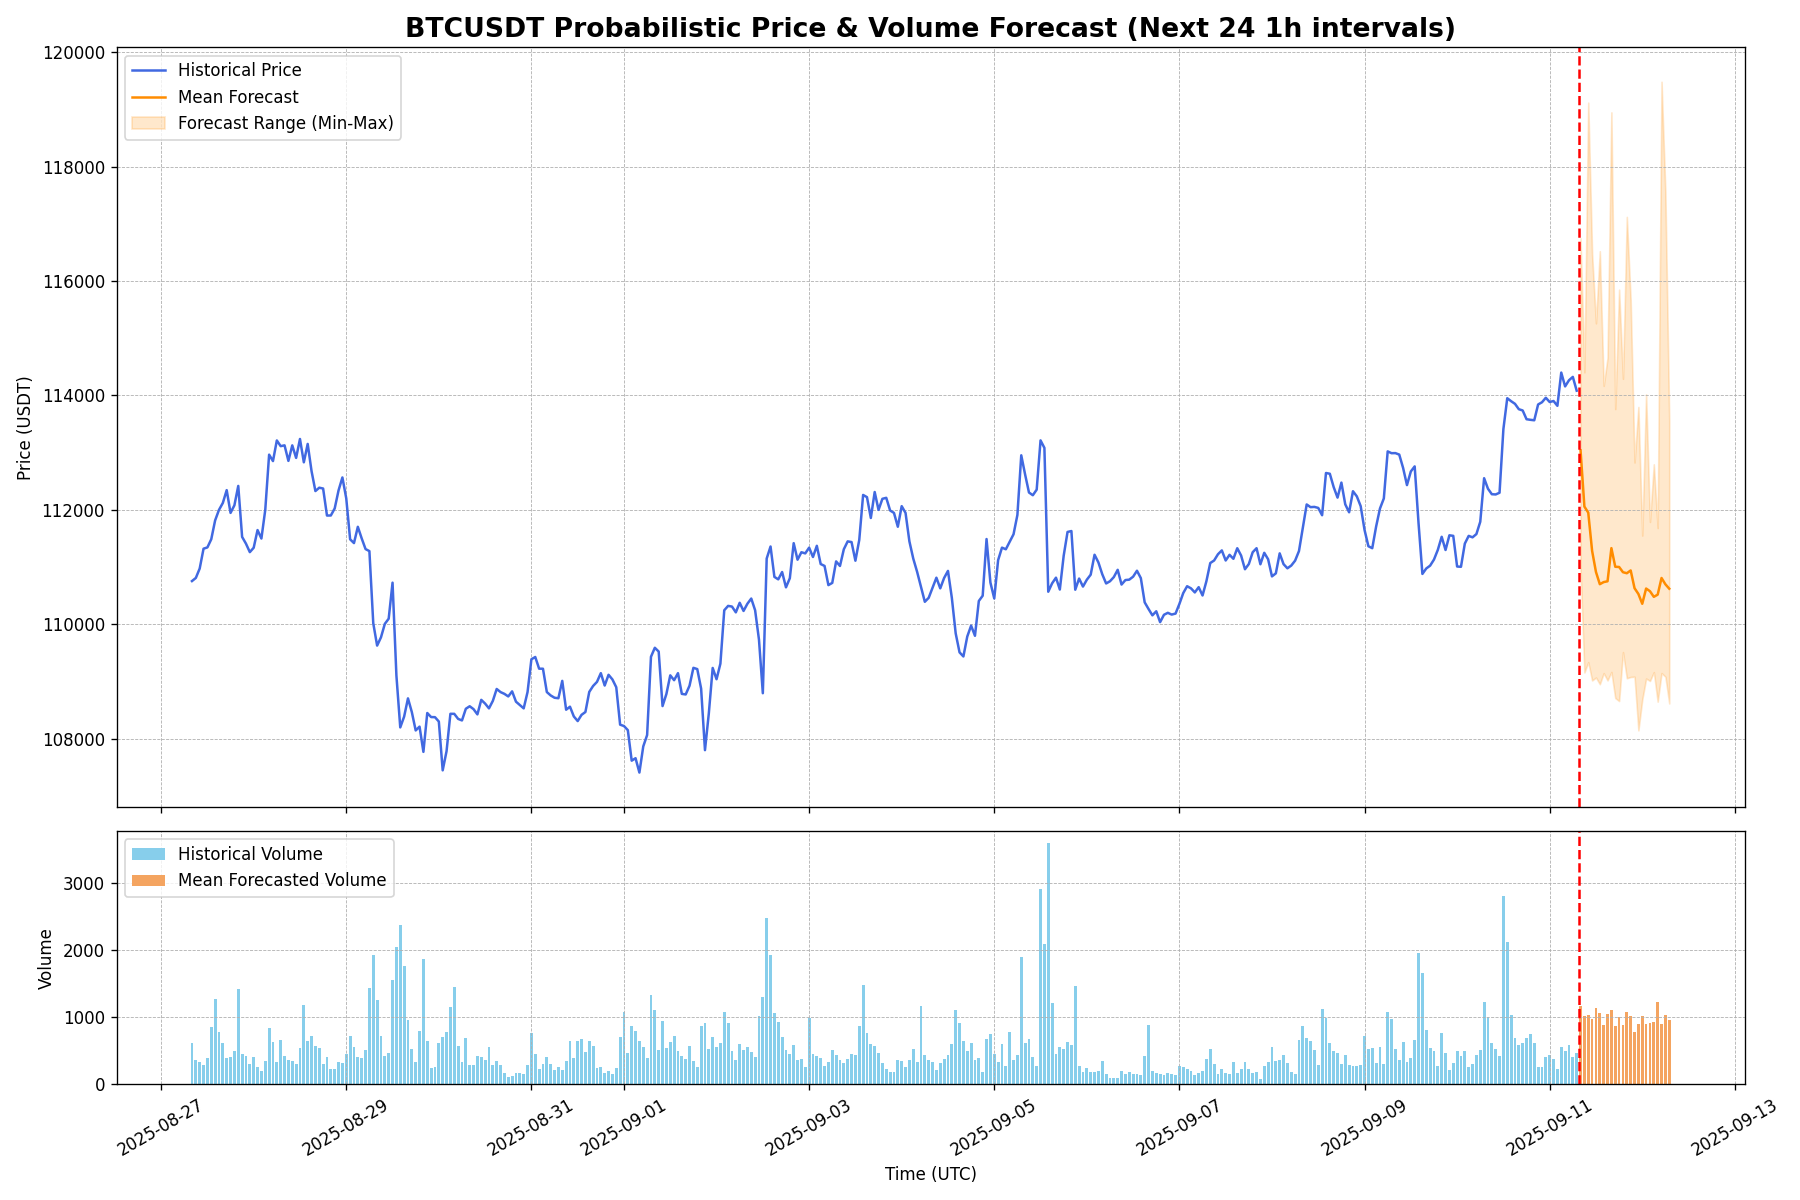 BTCUSDT Probabilistic Price & Volume Forecast (Next 24 1h intervals)
Historical Price
Mean Forecast
Forecast Range (Min-Max)
120000
118000
116000
114000
112000
110000
108000
Price (USDT)
Historical Volume
Mean Forecasted Volume
3000
2000
1000
0
Volume
2025-08-27
2025-08-29
2025-08-31
2025-09-01
2025-09-03
2025-09-05
2025-09-07
2025-09-09
2025-09-11
2025-09-13
Time (UTC)